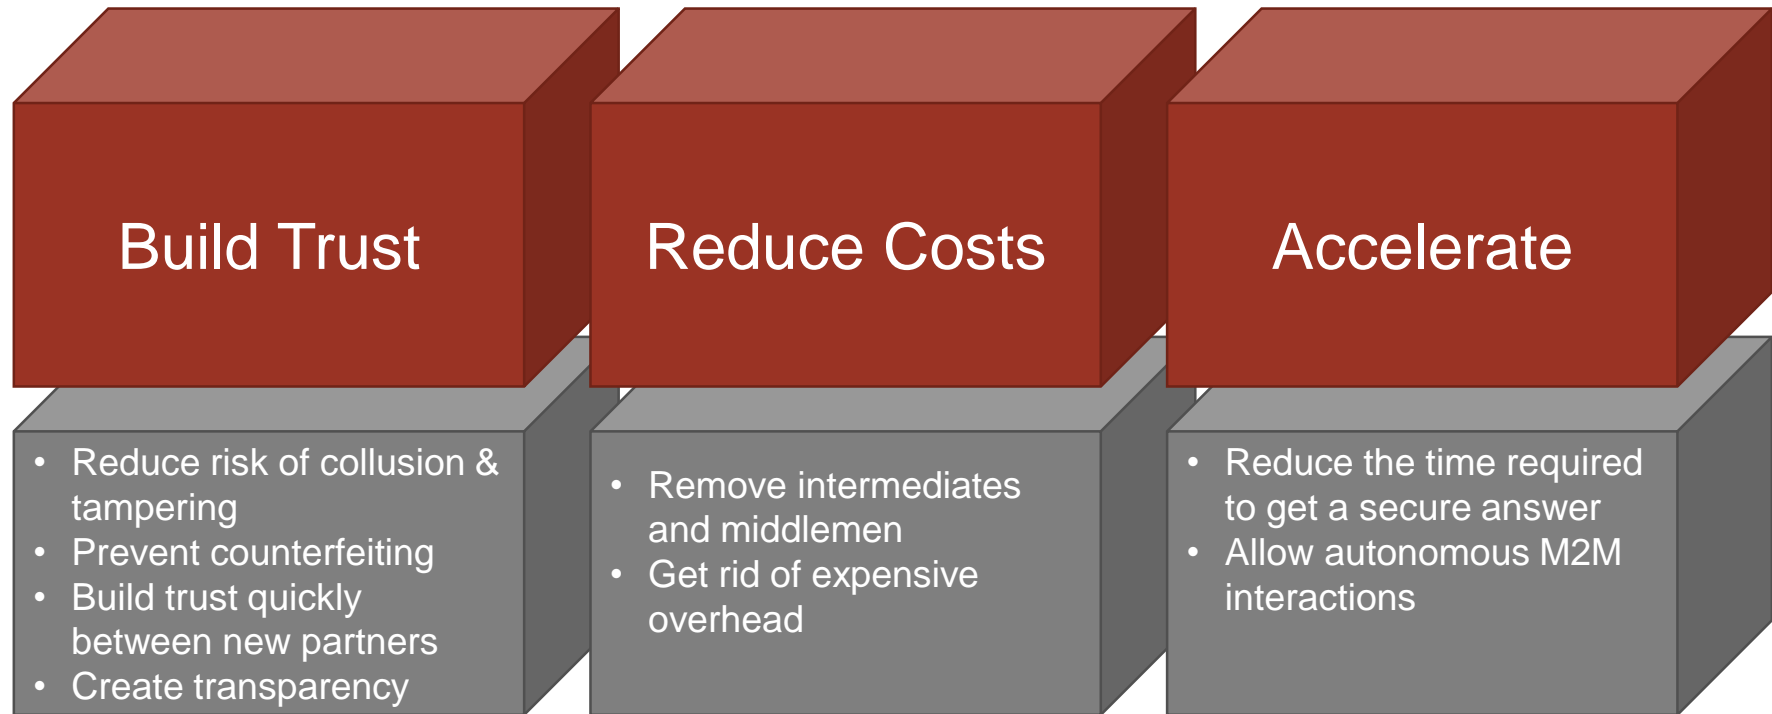 Build Trust
Reduce Costs
Accelerate
• Reduce risk of collusion &
tampering
• Prevent counterfeiting
• Build trust quickly
between new partners
• Create transparency
• Remove intermediates
and middlemen
• Get rid of expensive
overhead
• Reduce the time required
to get a secure answer
• Allow autonomous M2M
interactions